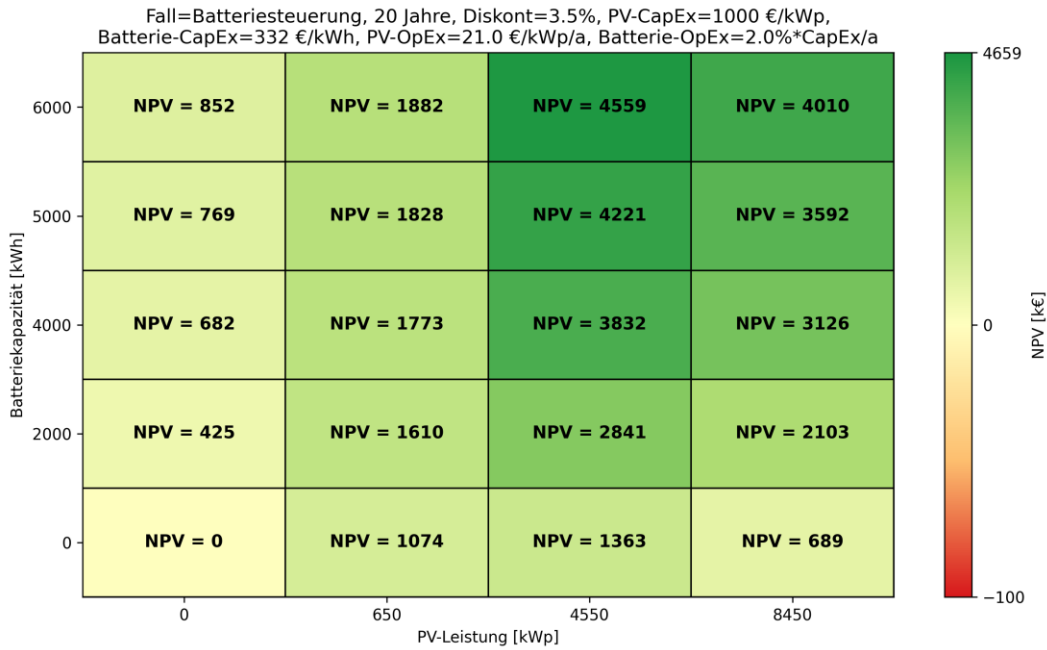 Fall=Batteriesteuerung, 20 Jahre, Diskont=3.5%, PV-CapEx=1000 €/kWp,
Batterie-CapEx=332 €/kWh, PV-OpEx=21.0 €/kWp/a, Batterie-OpEx=2.0%*CapEx/a
Batteriekapazität [kWh]
6000 NPV = 852 NPV = 1882 NPV = 4559 NPV = 4010
5000 NPV = 769 NPV = 1828 NPV = 4221 NPV = 3592
4000 NPV = 682 NPV = 1773 NPV = 3832 NPV = 3126
2000 NPV = 425 NPV = 1610 NPV = 2841 NPV = 2103
0 NPV = 0 NPV = 1074 NPV = 1363 NPV = 689
0 650 4550 8450
PV-Leistung [kWp]
4659
0
−100
NPV [k€]